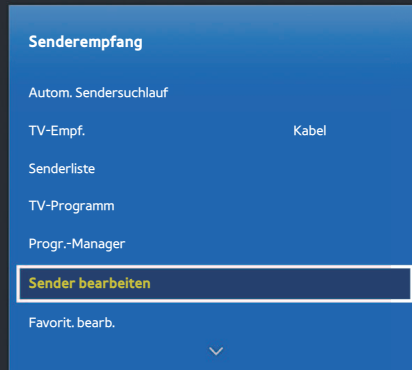 Senderempfang
Autom. Sendersuchlauf
TV-Empf. Kabel
Senderliste
TV-Programm
Progr.-Manager
Sender bearbeiten
Favorit. bearb.